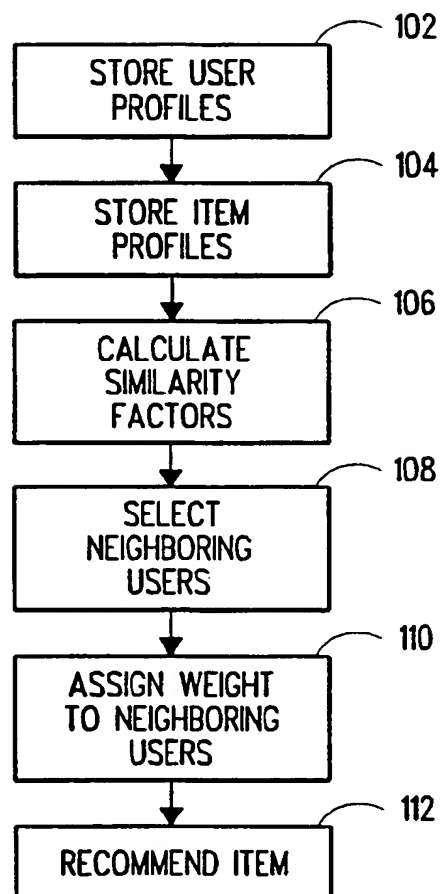 102
STORE USER
PROFILES
104
STORE ITEM
PROFILES
106
CALCULATE
SIMILARITY
FACTORS
108
SELECT
NEIGHBORING
USERS
110
ASSIGN WEIGHT
TO NEIGHBORING
USERS
112
RECOMMEND ITEM